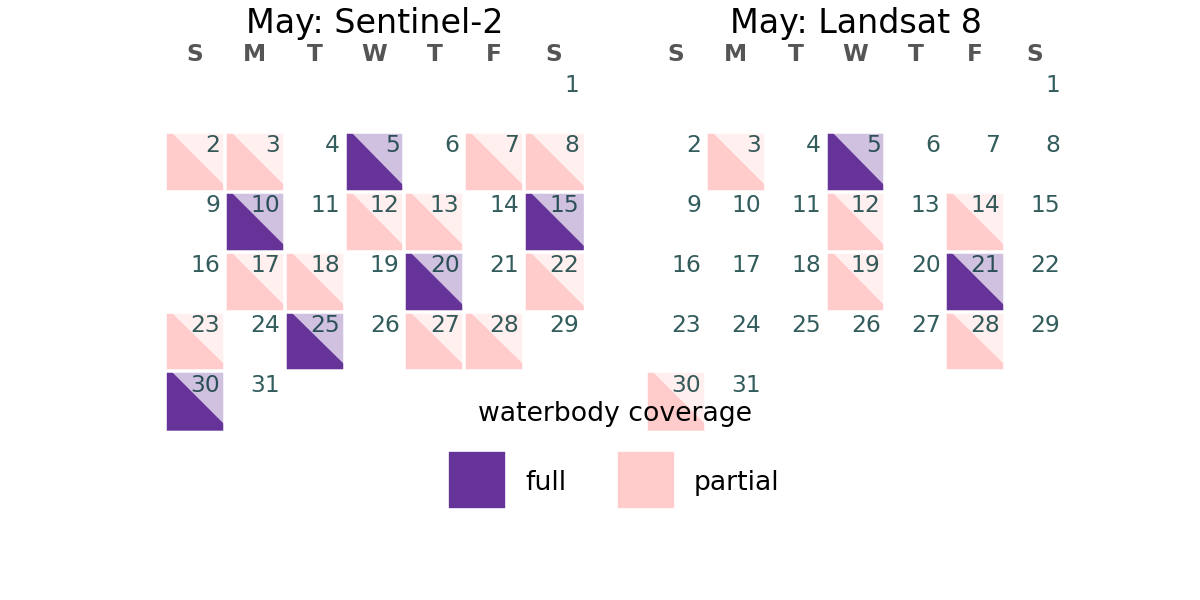 May: Sentinel-2
S M T W T F S
1
2 3 4 5 6 7 8
9 10 11 12 13 14 15
16 17 18 19 20 21 22
23 24 25 26 27 28 29
30 31
May: Landsat 8
S M T W T F S
1
2 3 4 5 6 7 8
9 10 11 12 13 14 15
16 17 18 19 20 21 22
23 24 25 26 27 28 29
30 31
waterbody coverage
full partial